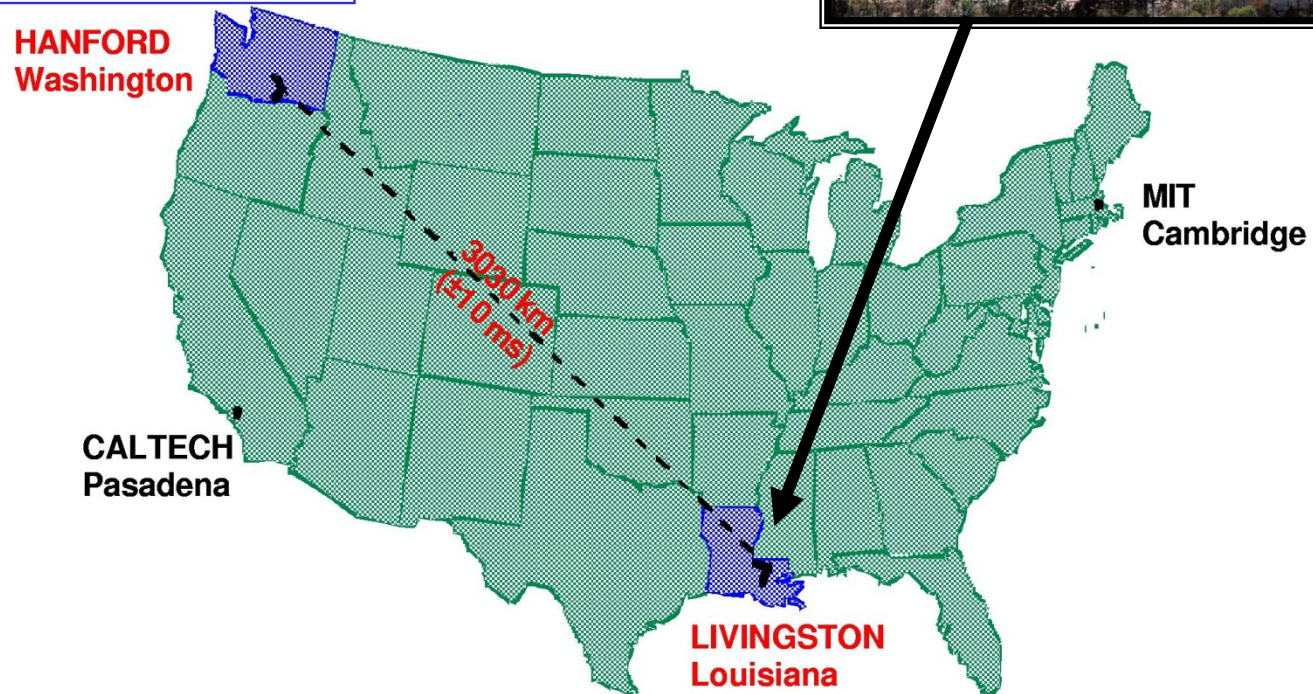 HANFORD
Washington
3030 km
(±10 ms)
MIT
Cambridge
CALTECH
Pasadena
LIVINGSTON
Louisiana